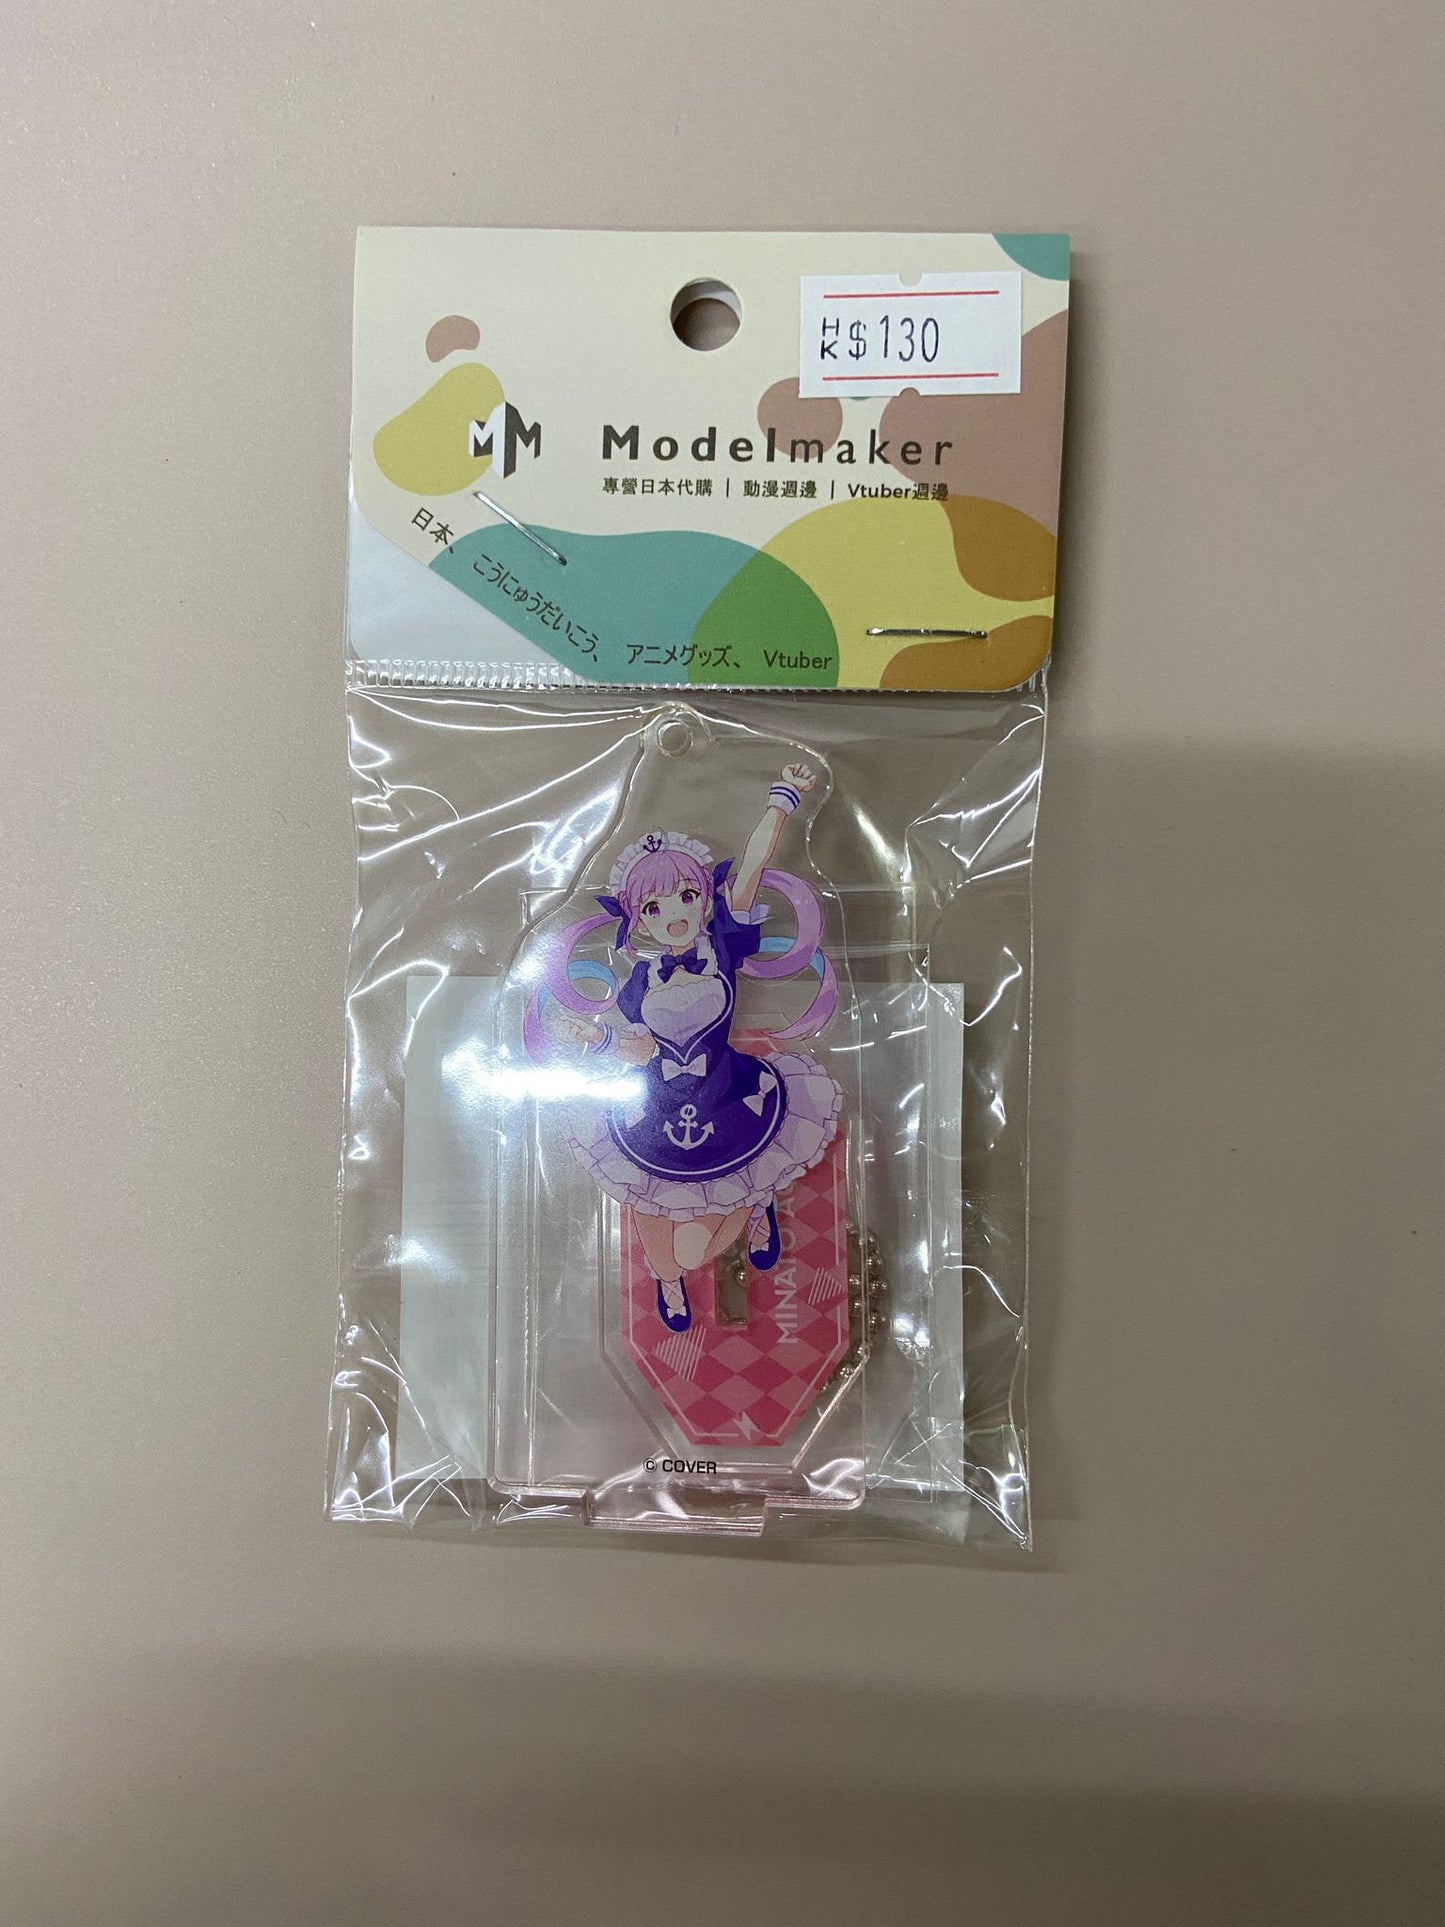 HK$130
MM Modelmaker
專營日本代購 | 動漫週邊 | Vtuber週邊
日本、 こうにゅうだいこう、 アニメグッズ、 Vtuber
MINATO
© COVER